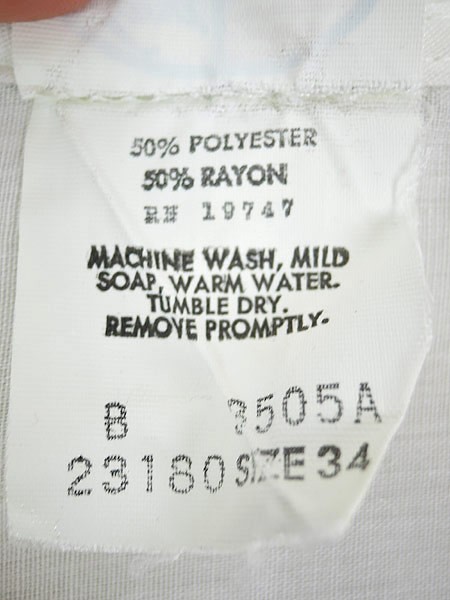 50% POLYESTER
50% RAYON
RN 19747
MACHINE WASH, MILD
SOAP, WARM WATER.
TUMBLE DRY.
REMOVE PROMPTLY.
B
23180 SIZE 34